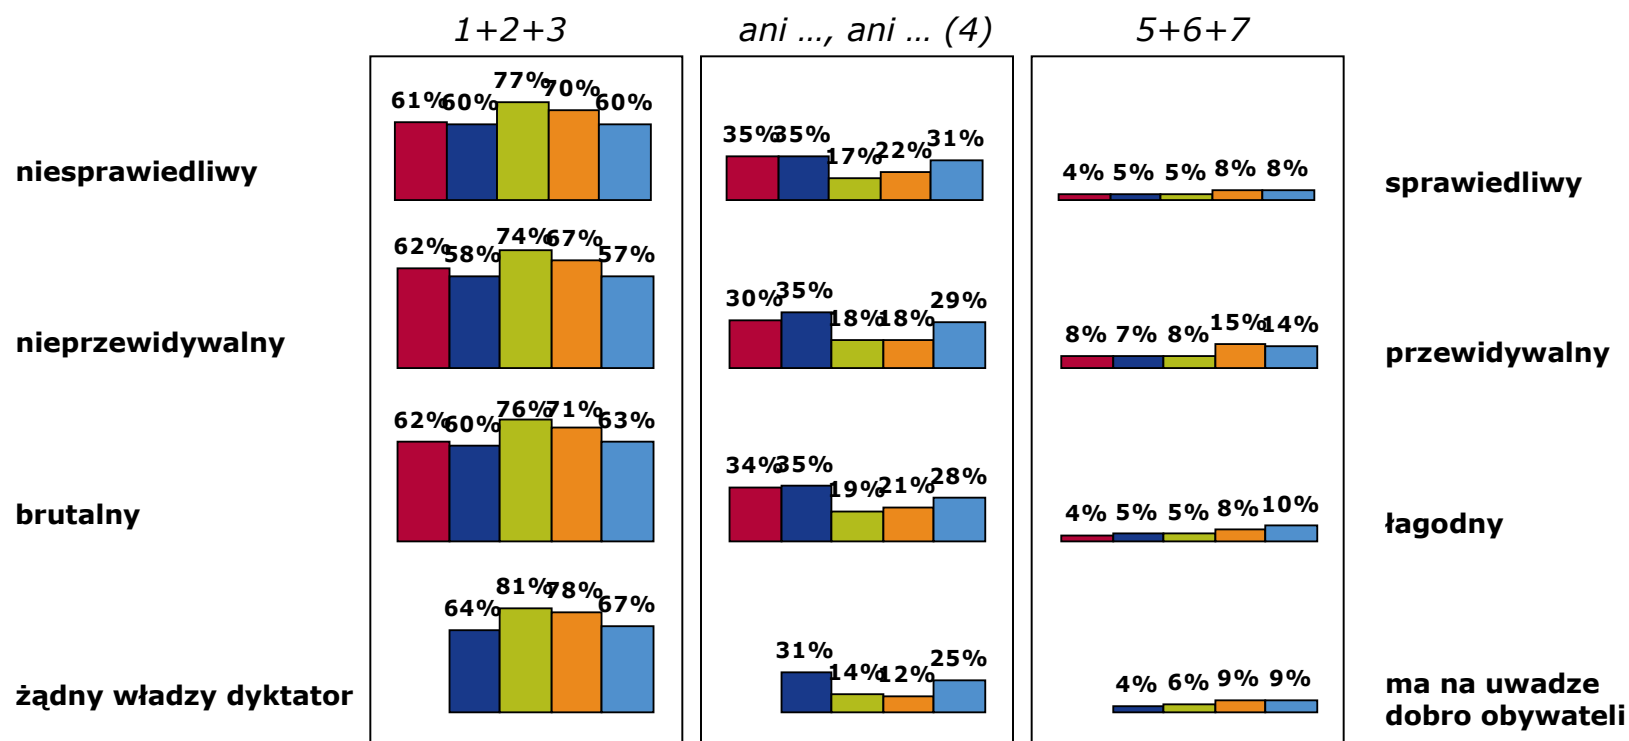 1+2+3
ani ..., ani ... (4)
5+6+7
niesprawiedliwy
61% 60% 77% 70% 60%
35% 35% 17% 22% 31%
4% 5% 5% 8% 8%
sprawiedliwy
nieprzewidywalny
62% 58% 74% 67% 57%
30% 35% 18% 18% 29%
8% 7% 8% 15% 14%
przewidywalny
brutalny
62% 60% 76% 71% 63%
34% 35% 19% 21% 28%
4% 5% 5% 8% 10%
łagodny
żądny władzy dyktator
64% 81% 78% 67%
31% 14% 12% 25%
4% 6% 9% 9%
ma na uwadze
dobro obywateli